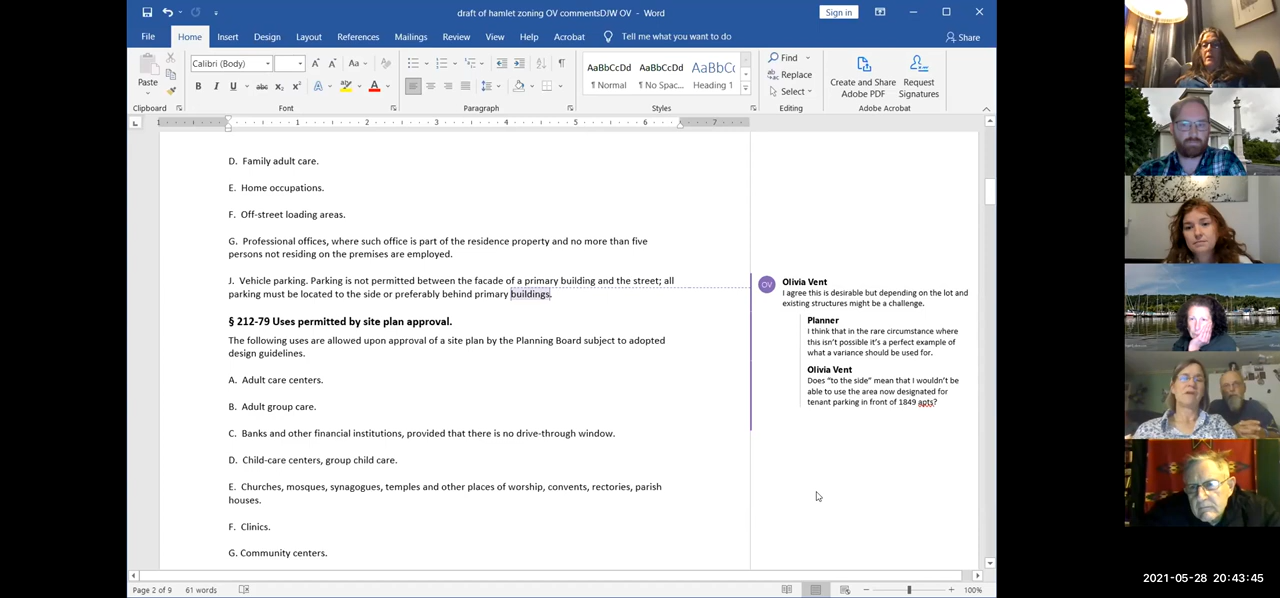 draft of hamlet zoning OV commentsDJW OV - Word
Sign in
File Home Insert Design Layout References Mailings Review View Help Acrobat Tell me what you want to do Share
Paste
Clipboard
Calibri (Body)
Font
Paragraph
AaBbCcDd AaBbCcDd AaBbC
¶ Normal ¶ No Spac... Heading 1
Styles
Find
Replace
Select
Editing
Create and Share Adobe PDF
Request Signatures
Adobe Acrobat
1 1 2 3 4 5 6 7
D. Family adult care.
E. Home occupations.
F. Off-street loading areas.
G. Professional offices, where such office is part of the residence property and no more than five
persons not residing on the premises are employed.
J. Vehicle parking. Parking is not permitted between the facade of a primary building and the street; all
parking must be located to the side or preferably behind primary buildings.
§ 212-79 Uses permitted by site plan approval.
The following uses are allowed upon approval of a site plan by the Planning Board subject to adopted
design guidelines.
A. Adult care centers.
B. Adult group care.
C. Banks and other financial institutions, provided that there is no drive-through window.
D. Child-care centers, group child care.
E. Churches, mosques, synagogues, temples and other places of worship, convents, rectories, parish
houses.
F. Clinics.
G. Community centers.
OV
Olivia Vent
I agree this is desirable but depending on the lot and
existing structures might be a challenge.
Planner
I think that in the rare circumstance where
this isn't possible it's a perfect example of
what a variance should be used for.
Olivia Vent
Does "to the side" mean that I wouldn't be
able to use the area now designated for
tenant parking in front of 1849 apts?
Page 2 of 9 61 words
100%
2021-05-28 20:43:45